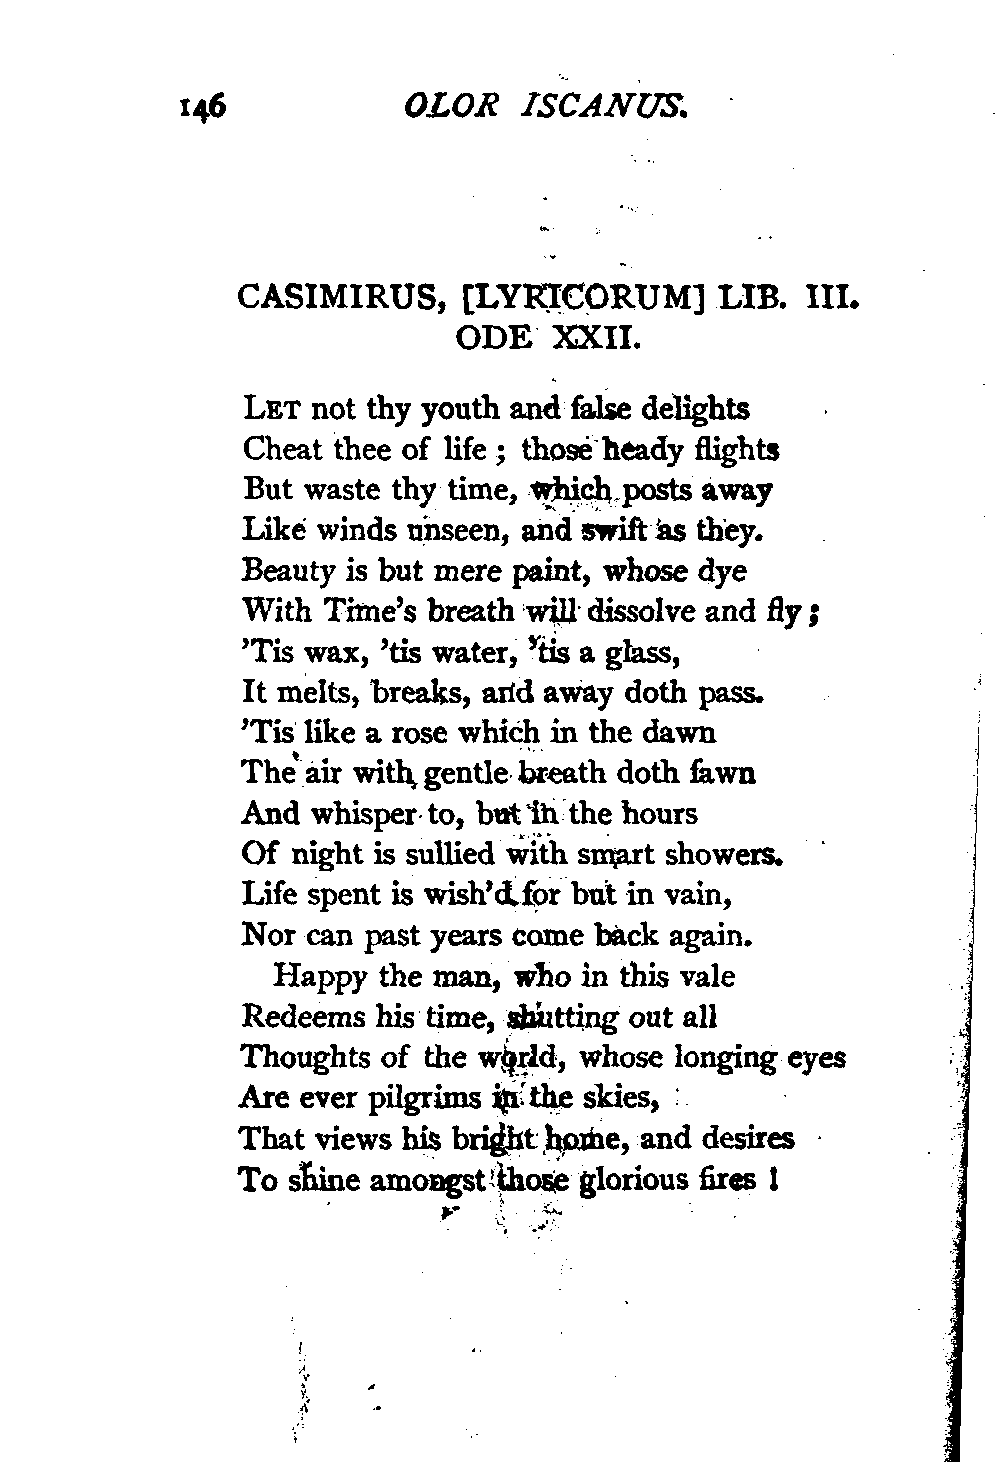 146 OLOR ISCANUS.
CASIMIRUS, [LYRICORUM] LIB. III.
ODE XXII.
LET not thy youth and false delights
Cheat thee of life ; those heady flights
But waste thy time, which posts away
Like winds unseen, and swift as they.
Beauty is but mere paint, whose dye
With Time’s breath will dissolve and fly ;
’Tis wax, ’tis water, ’tis a glass,
It melts, breaks, and away doth pass.
’Tis like a rose which in the dawn
The air with gentle breath doth fawn
And whisper to, but in the hours
Of night is sullied with smart showers.
Life spent is wish’d for but in vain,
Nor can past years come back again.
Happy the man, who in this vale
Redeems his time, shutting out all
Thoughts of the world, whose longing eyes
Are ever pilgrims in the skies,
That views his bright home, and desires
To shine amongst those glorious fires !